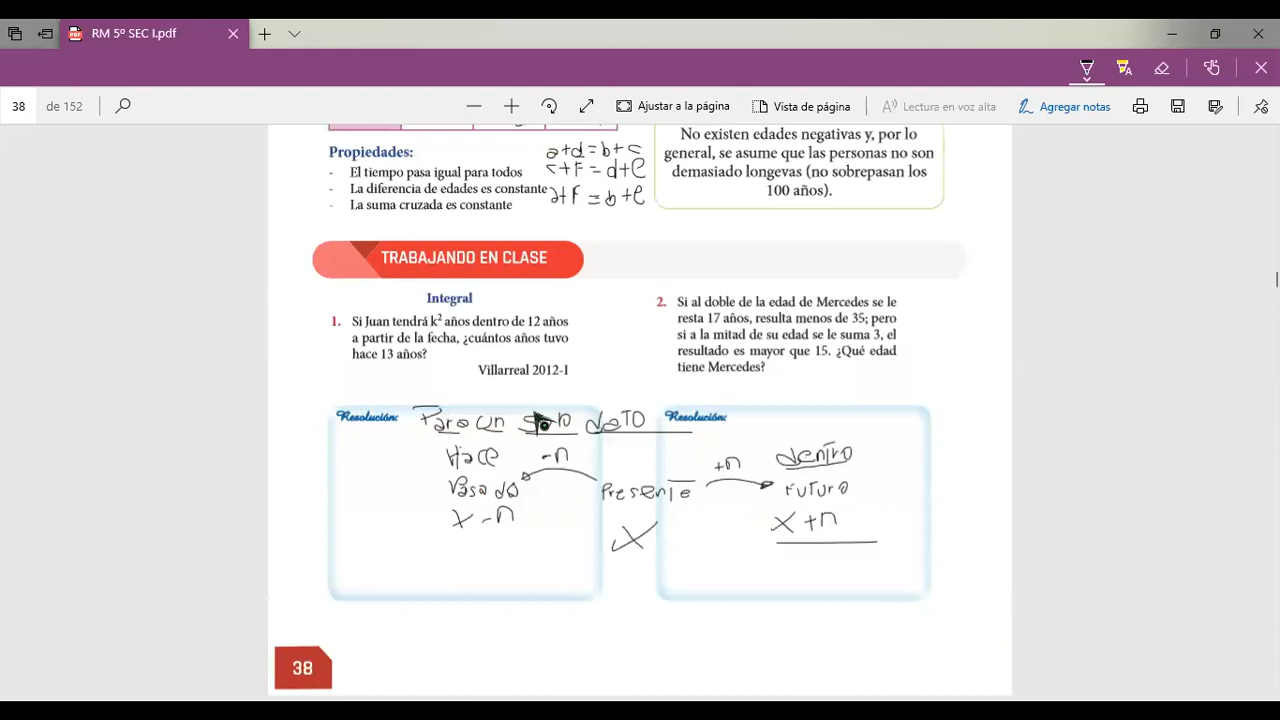 RM 5º SEC I.pdf
38 de 152
Ajustar a la página
Vista de página
Lectura en voz alta
Agregar notas
Propiedades:
- El tiempo pasa igual para todos
- La diferencia de edades es constante
- La suma cruzada es constante
a+d=b+c
c+F=d+e
a+F=b+e
No existen edades negativas y, por lo
general, se asume que las personas no son
demasiado longevas (no sobrepasan los
100 años).
TRABAJANDO EN CLASE
Integral
1. Si Juan tendrá k² años dentro de 12 años
a partir de la fecha, ¿cuántos años tuvo
hace 13 años?
Villarreal 2012-I
2. Si al doble de la edad de Mercedes se le
resta 17 años, resulta menos de 35; pero
si a la mitad de su edad se le suma 3, el
resultado es mayor que 15. ¿Qué edad
tiene Mercedes?
Resolución:
Para un
Hace
-n
Pasado
x-n
Presente
X
Resolución:
+n
dentro
Futuro
x+n
38